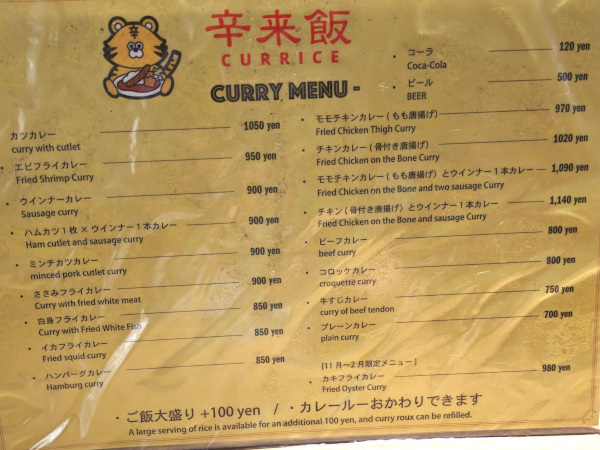 辛
辛来飯
CURRICE
CURRY MENU -
カツカレー 1050 yen
curry with cutlet
・エビフライカレー 950 yen
Fried Shrimp Curry
・ウインナーカレー 900 yen
Sausage curry
・ハムカツ1枚 × ウインナー1本カレー 900 yen
Ham cutlet and sausage curry
・ミンチカツカレー 900 yen
minced pork cutlet curry
・ささみフライカレー 900 yen
Curry with fried white meat
・白身フライカレー 850 yen
Curry with Fried White Fish
・イカフライカレー 850 yen
Fried squid curry
・ハンバーグカレー 850 yen
Hamburg curry
・コーラ 120 yen
Coca-Cola
・ビール 500 yen
BEER
・モモチキンカレー ( もも唐揚げ ) 970 yen
Fried Chicken Thigh Curry
・チキンカレー ( 骨付き唐揚げ ) 1020 yen
Fried Chicken on the Bone Curry
・モモチキンカレー ( もも唐揚げ ) とウインナー1本カレー 1,090 yen
Fried Chicken on the Bone and two sausage Curry
・チキン ( 骨付き唐揚げ ) とウインナー1本カレー 1,140 yen
Fried Chicken on the Bone and sausage Curry
・ビーフカレー 800 yen
beef curry
・コロッケカレー 800 yen
croquette curry
・牛すじカレー 750 yen
curry of beef tendon
・プレーンカレー 700 yen
plain curry
[11月〜2月限定メニュー]
・カキフライカレー 980 yen
Fried Oyster Curry
・ご飯大盛り +100 yen / ・カレールーおかわりできます
A large serving of rice is available for an additional 100 yen, and curry roux can be refilled.